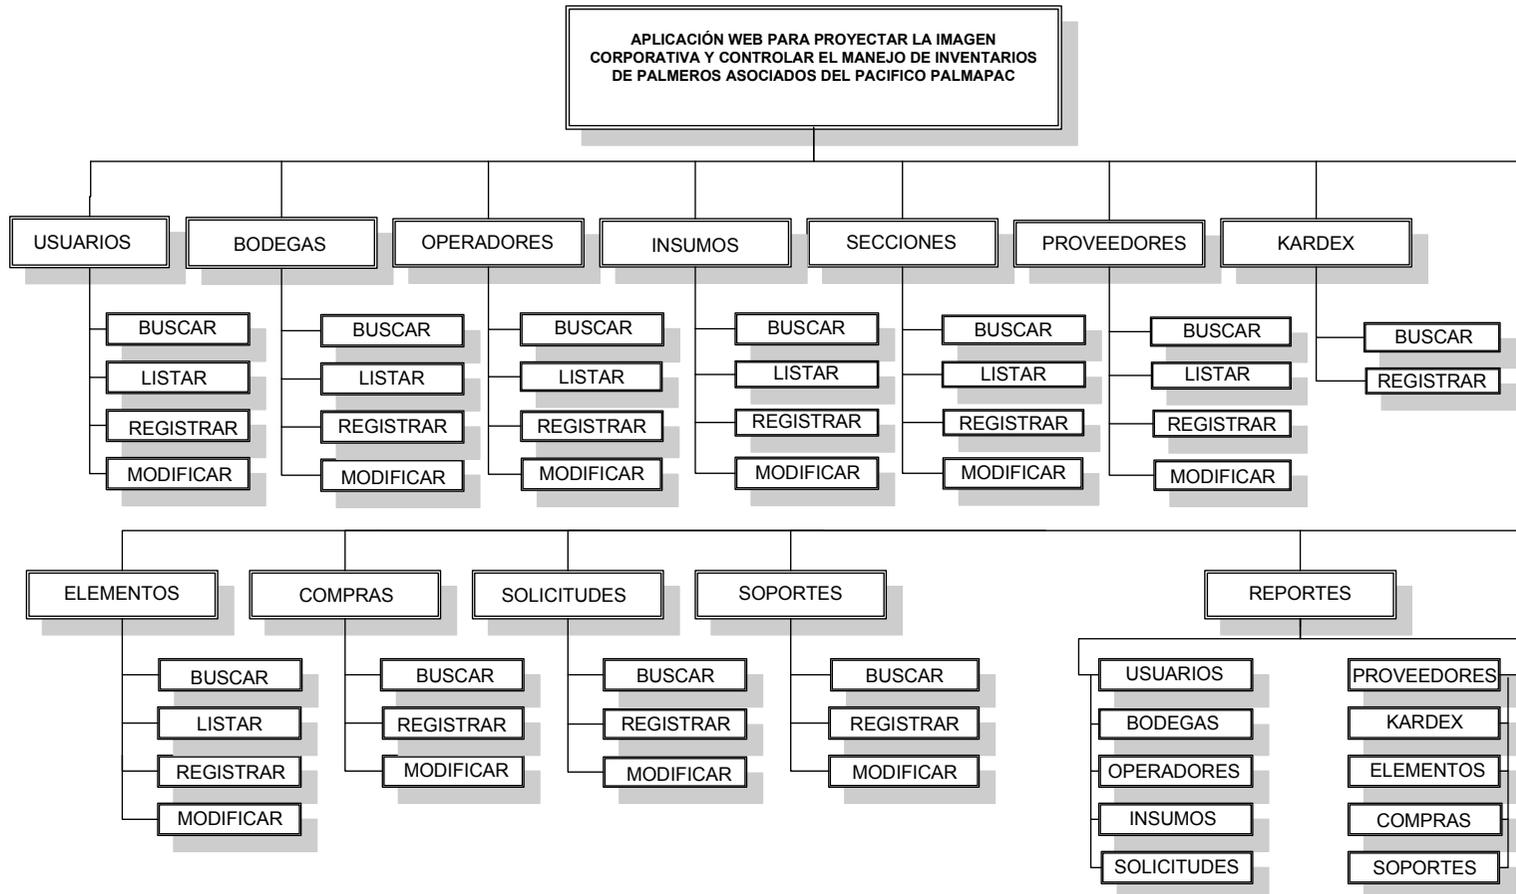 APLICACIÓN WEB PARA PROYECTAR LA IMAGEN
CORPORATIVA Y CONTROLAR EL MANEJO DE INVENTARIOS
DE PALMEROS ASOCIADOS DEL PACIFICO PALMAPAC
USUARIOS
BUSCAR
LISTAR
REGISTRAR
MODIFICAR
BODEGAS
BUSCAR
LISTAR
REGISTRAR
MODIFICAR
OPERADORES
BUSCAR
LISTAR
REGISTRAR
MODIFICAR
INSUMOS
BUSCAR
LISTAR
REGISTRAR
MODIFICAR
SECCIONES
BUSCAR
LISTAR
REGISTRAR
MODIFICAR
PROVEEDORES
BUSCAR
LISTAR
REGISTRAR
MODIFICAR
KARDEX
BUSCAR
REGISTRAR
ELEMENTOS
BUSCAR
LISTAR
REGISTRAR
MODIFICAR
COMPRAS
BUSCAR
REGISTRAR
MODIFICAR
SOLICITUDES
BUSCAR
REGISTRAR
MODIFICAR
SOPORTES
BUSCAR
REGISTRAR
MODIFICAR
REPORTES
USUARIOS
BODEGAS
OPERADORES
INSUMOS
SOLICITUDES
PROVEEDORES
KARDEX
ELEMENTOS
COMPRAS
SOPORTES